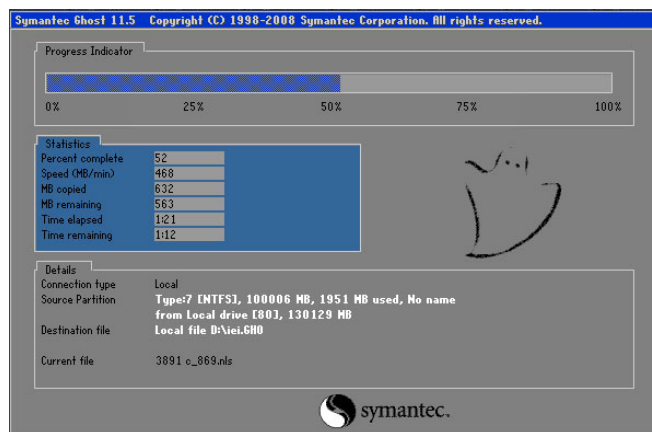 Symantec Ghost 11.5 Copyright (C) 1998-2008 Symantec Corporation. All rights reserved.
Progress Indicator
0% 25% 50% 75% 100%
Statistics
Percent complete 52
Speed (MB/min) 468
MB copied 632
MB remaining 563
Time elapsed 1:21
Time remaining 1:12
Details
Connection type Local
Source Partition Type:7 [NTFS], 100006 MB, 1951 MB used, No name
from Local drive [80], 130129 MB
Destination file Local file D:\iei.GHO
Current file 3891 c_869.nls
symantec.